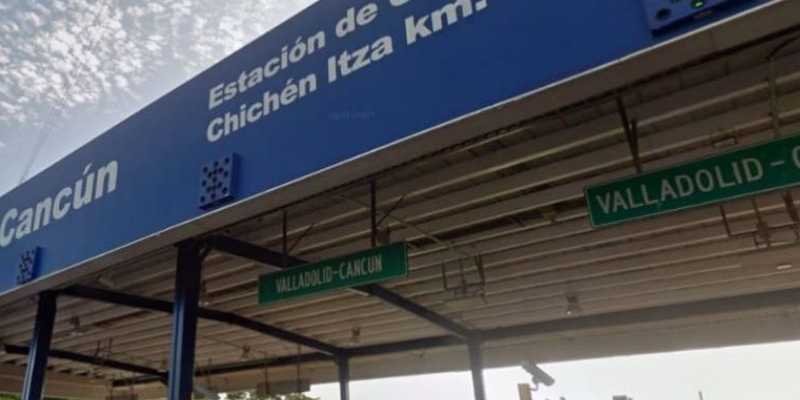 Cancún
Estación de
Chichén Itza km.
VALLADOLID-CANCUN
VALLADOLID -